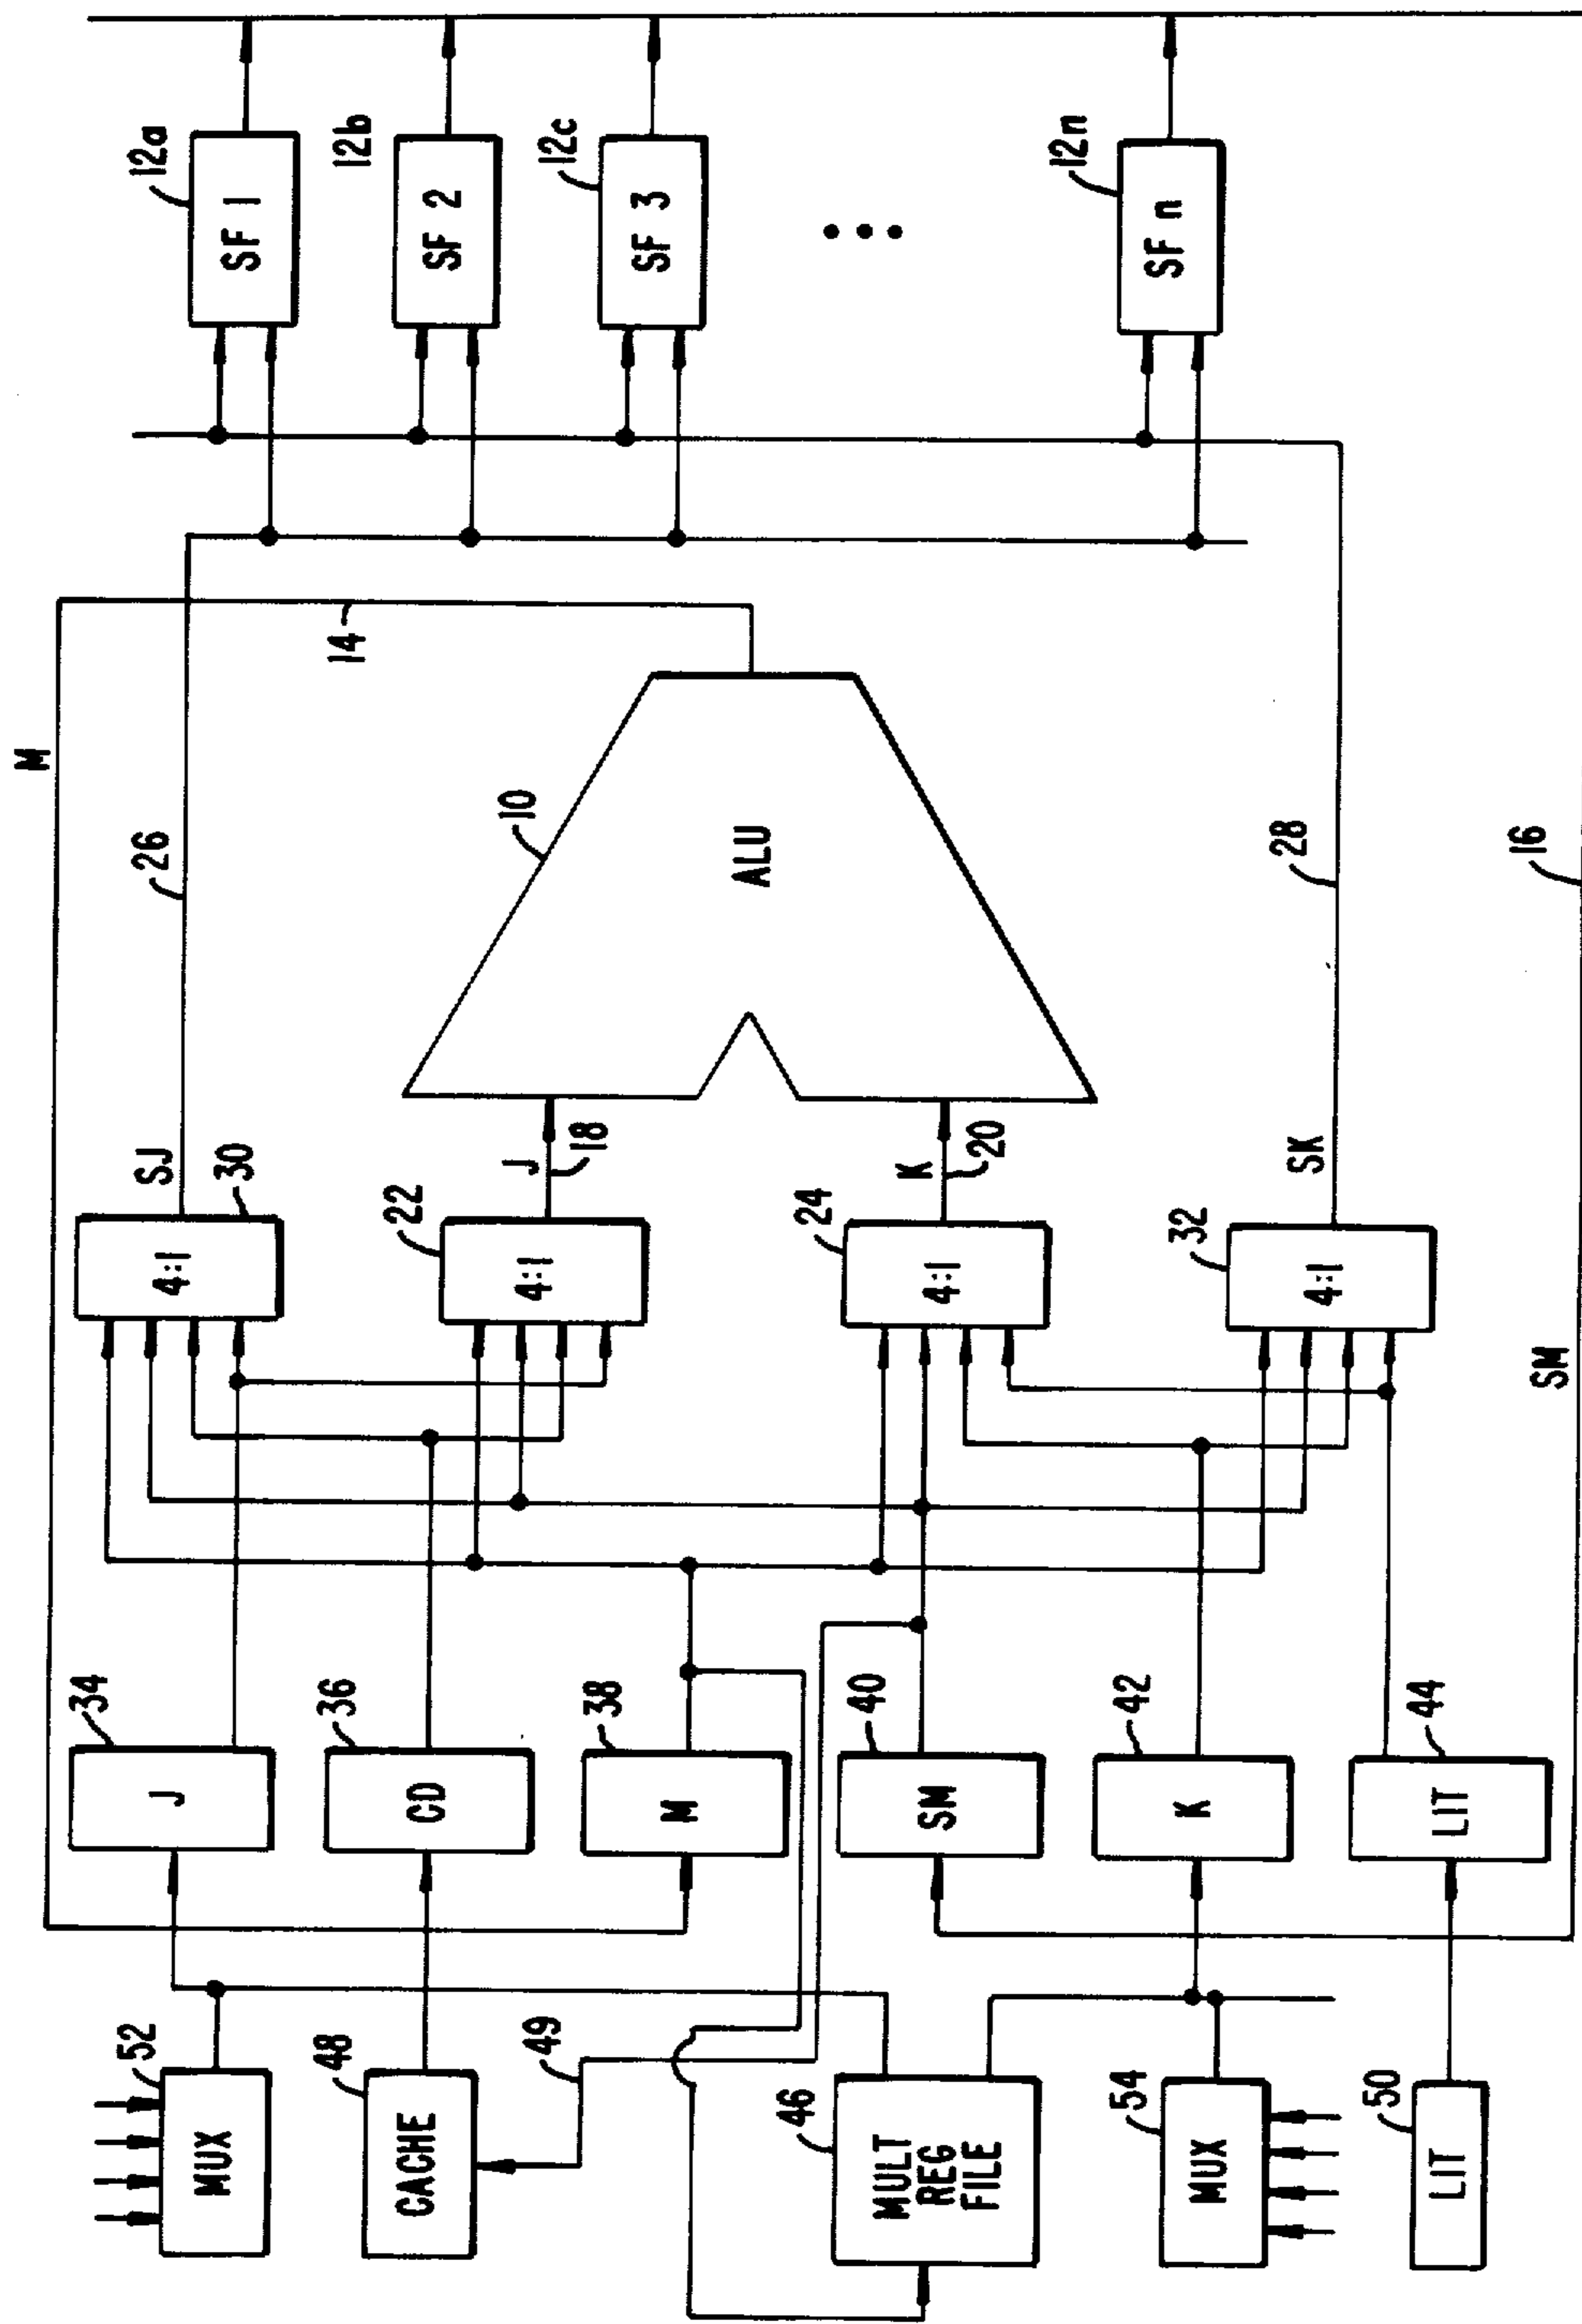 MUX
52
CACHE
48
49
MULT
REG
FILE
46
MUX
54
LIT
50
J
34
CD
36
M
38
SM
40
K
42
LIT
44
4:1
30
SJ
4:1
22
J
18
4:1
24
K
20
4:1
32
SK
SM
M
26
10
ALU
28
16
14
SF 1
12a
SF 2
12b
SF 3
12c
SF n
12n